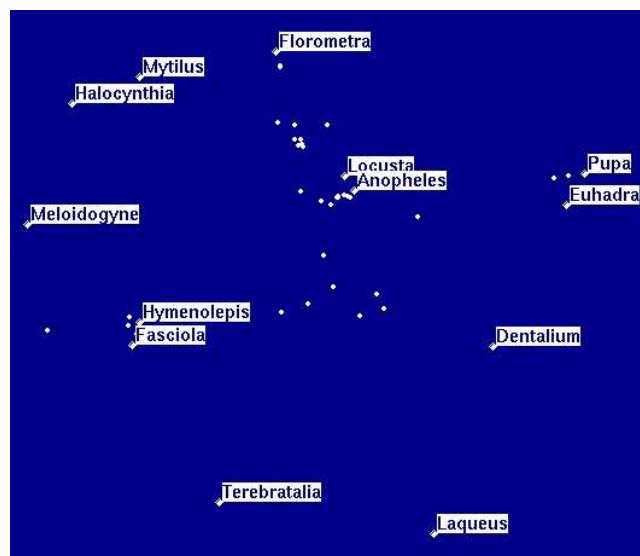 Florometra
Mytilus
Halocynthia
Locusta
Pupa
Anopheles
Euhadra
Meloidogyne
Hymenolepis
Fasciola
Dentalium
Terebratalia
Laqueus